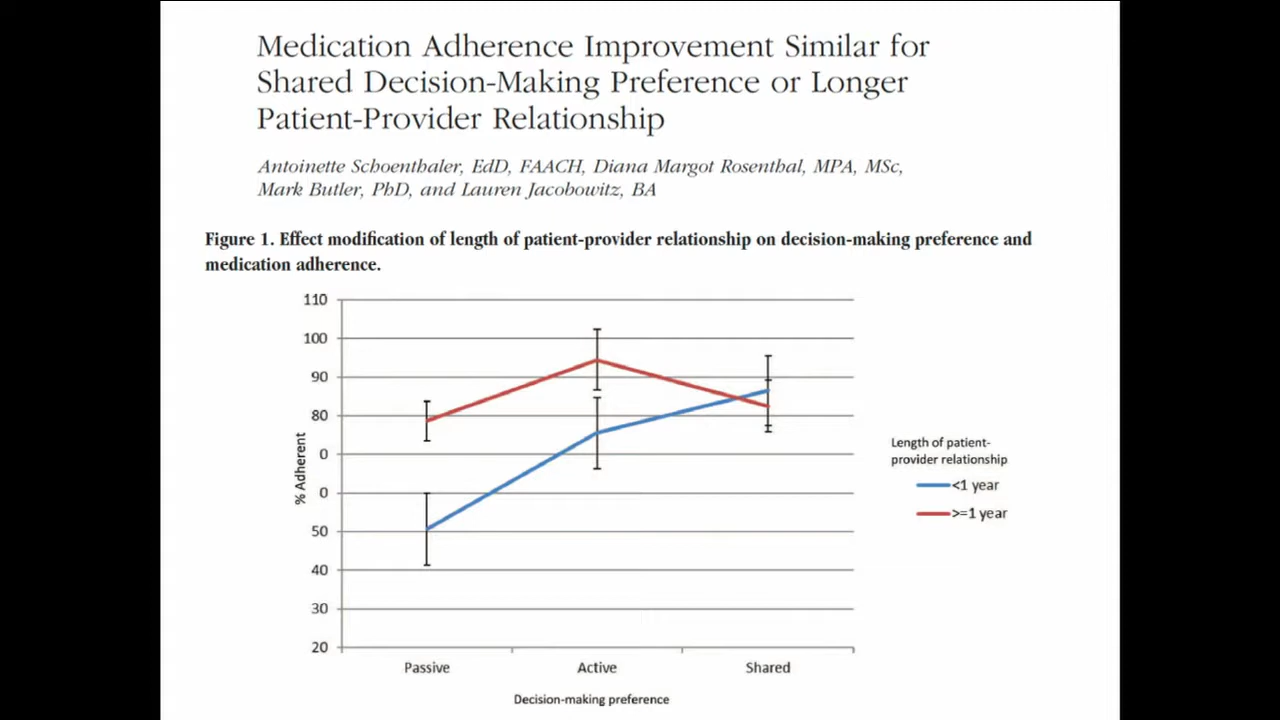 Medication Adherence Improvement Similar for
Shared Decision-Making Preference or Longer
Patient-Provider Relationship
Antoinette Schoenthaler, EdD, FAACH, Diana Margot Rosenthal, MPA, MSc,
Mark Butler, PhD, and Lauren Jacobowitz, BA
Figure 1. Effect modification of length of patient-provider relationship on decision-making preference and
medication adherence.
110
100
90
80
0
0
50
40
30
20
% Adherent
Passive
Active
Shared
Decision-making preference
Length of patient-
provider relationship
<1 year
>=1 year